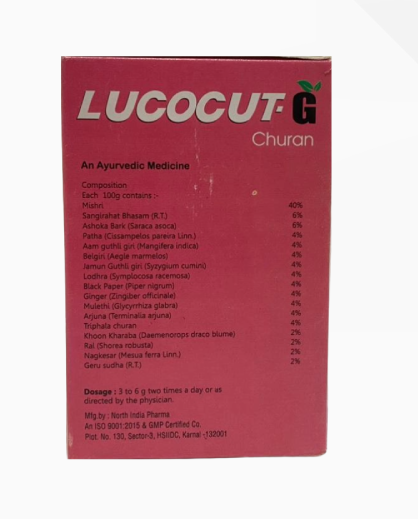 LUCOCUT-G
Churan
An Ayurvedic Medicine
Composition
Each 100g contains :-
Mishri 40%
Sangirahat Bhasam (R.T.) 6%
Ashoka Bark (Saraca asoca) 6%
Patha (Cissampelos pareira Linn.) 4%
Aam guthli giri (Mangifera indica) 4%
Belgiri (Aegle marmelos) 4%
Jamun Guthli giri (Syzygium cumini) 4%
Lodhra (Symplocosa racemosa) 4%
Black Paper (Piper nigrum) 4%
Ginger (Zingiber officinale) 4%
Mulethi (Glycyrrhiza glabra) 4%
Arjuna (Terminalia arjuna) 4%
Triphala churan 4%
Khoon Kharaba (Daemenorops draco blume) 2%
Ral (Shorea robusta) 2%
Nagkesar (Mesua ferra Linn.) 2%
Geru sudha (R.T.) 2%
Dosage : 3 to 6 g two times a day or as
directed by the physician.
Mfg by : North India Pharma
An ISO 9001:2015 & GMP Certified Co.
Plot. No. 130, Sector-3, HSIIDC, Karnal -132001